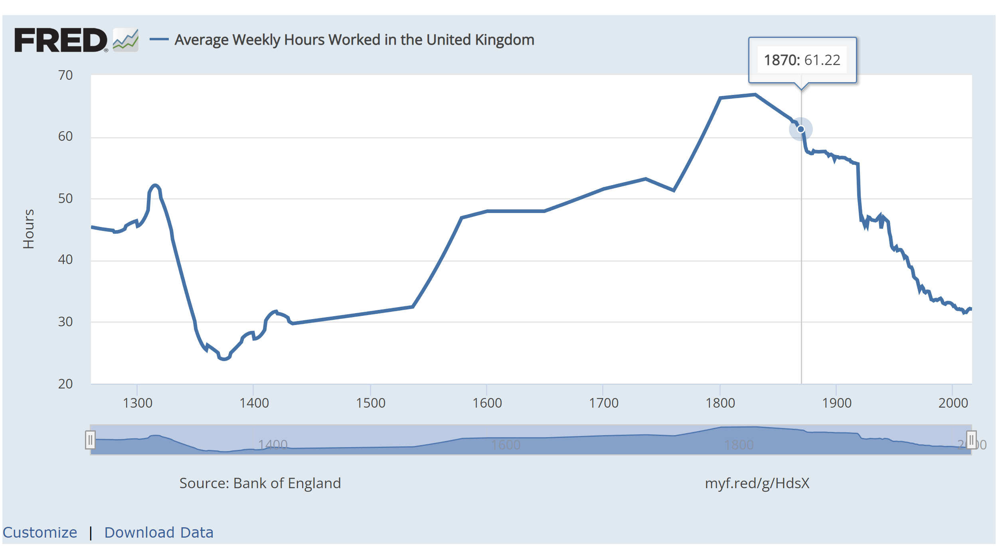 FRED® Average Weekly Hours Worked in the United Kingdom
1870: 61.22
70
60
50
40
30
20
Hours
1300 1400 1500 1600 1700 1800 1900 2000
1400 1600 1800 2000
Source: Bank of England myf.red/g/HdsX
Customize | Download Data